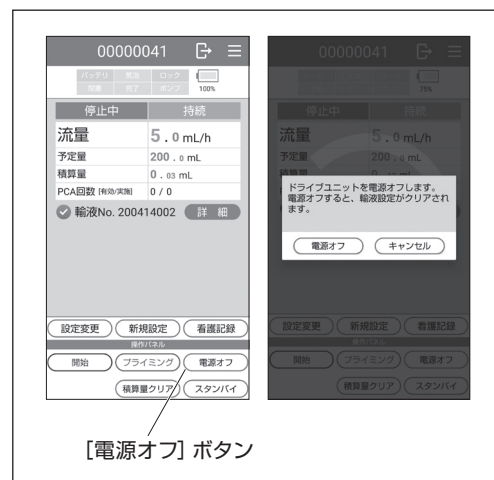 00000041
バッテリ 気泡 ロック
閉塞 完了 ポンプ 100%
停止中 持続
流量 5.0 mL/h
予定量 200.0 mL
積算量 0.03 mL
PCA回数 [有効/実施] 0 / 0
輸液No. 200414002 詳 細
設定変更 新規設定 看護記録
操作パネル
開始 プライミング 電源オフ
積算量クリア スタンバイ
[電源オフ] ボタン
00000041
75%
停止中 持続
流量 5.0 mL/h
予定量 200.0 mL
積算量
ドライブユニットを電源オフします。
電源オフすると、輸液設定がクリアされ
ます。
電源オフ キャンセル
設定変更 新規設定 看護記録
操作パネル
開始 プライミング 電源オフ
積算量クリア スタンバイ